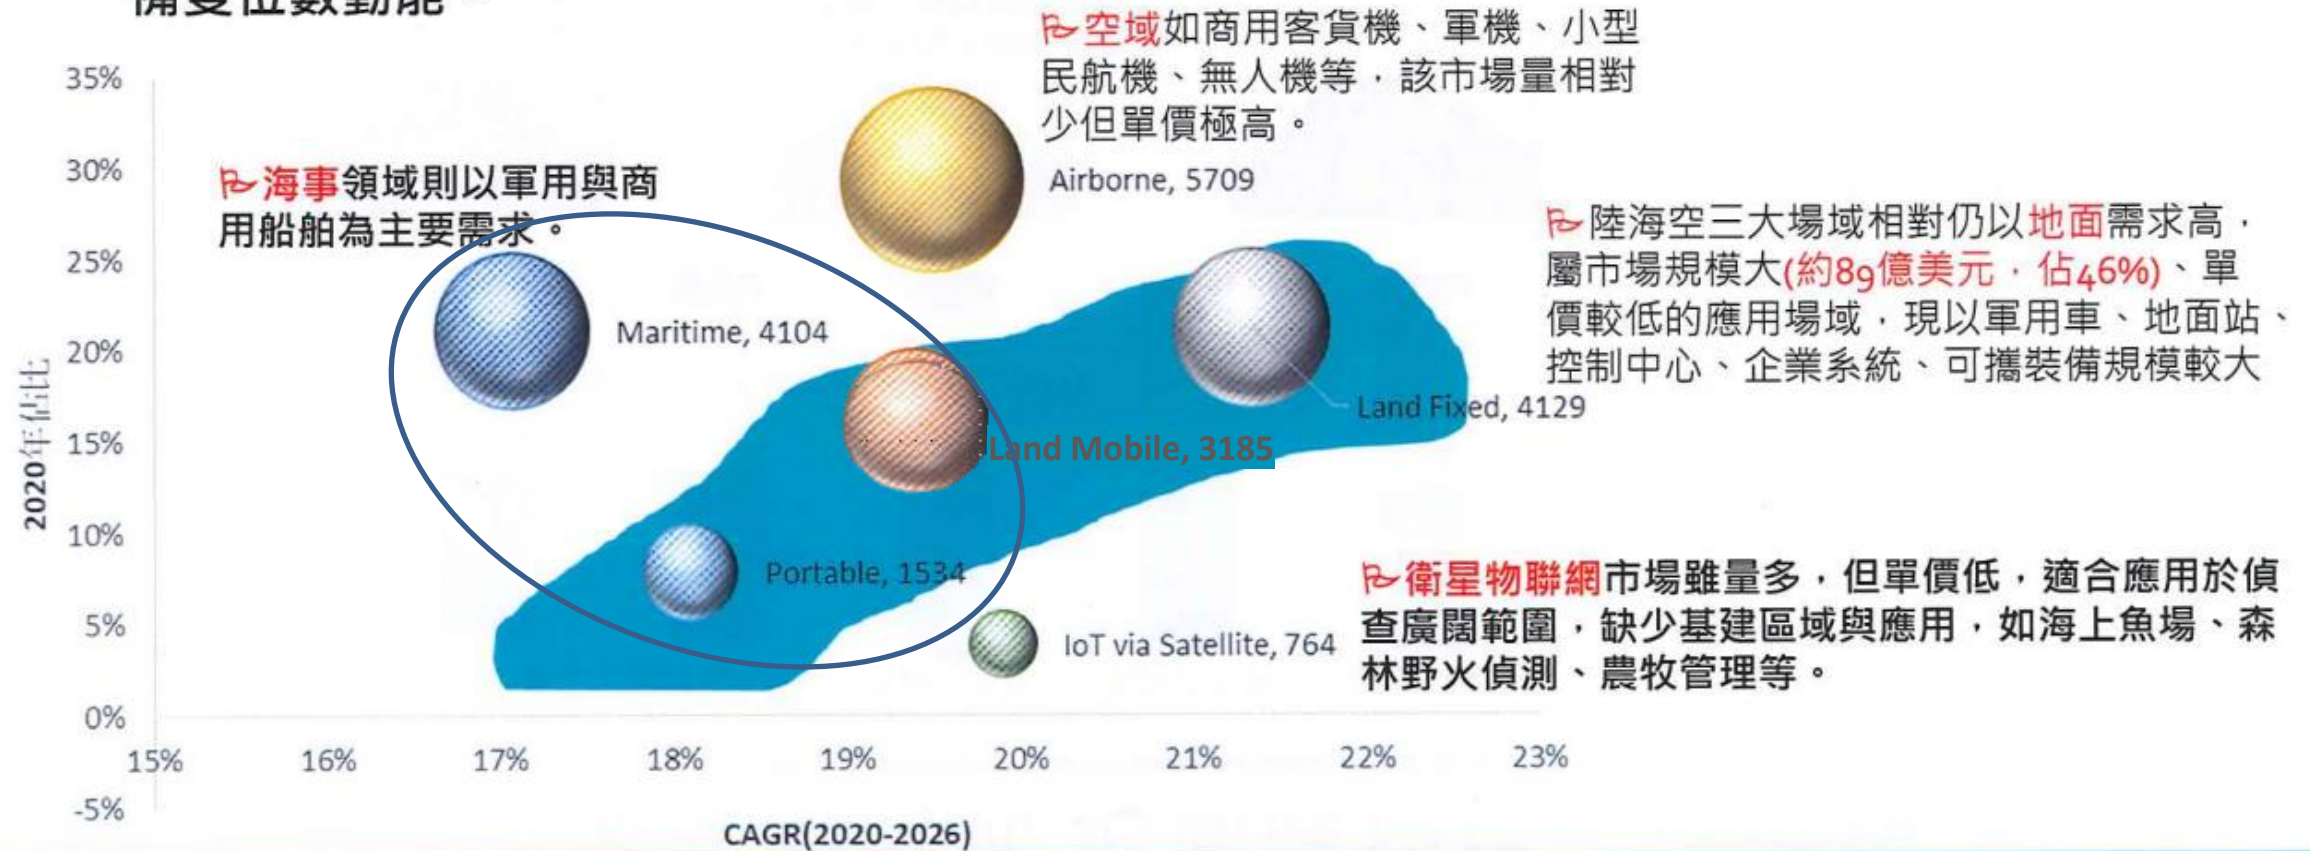 備雙位數動能。
空域如商用客貨機、軍機、小型
民航機、無人機等，該市場量相對
少但單價極高。
35%
30%
25%
20%
15%
10%
5%
0%
-5%
2020年佔比
海事領域則以軍用與商
用船舶為主要需求。
Airborne, 5709
Maritime, 4104
陸海空三大場域相對仍以地面需求高，
屬市場規模大(約89億美元，佔46%)、單
價較低的應用場域，現以軍用車、地面站、
控制中心、企業系統、可攜裝備規模較大
Land Fixed, 4129
Land Mobile, 3185
Portable, 1534
IoT via Satellite, 764
衛星物聯網市場雖量多，但單價低，適合應用於偵
查廣闊範圍，缺少基建區域與應用，如海上魚場、森
林野火偵測、農牧管理等。
15%
16%
17%
18%
19%
20%
21%
22%
23%
CAGR(2020-2026)